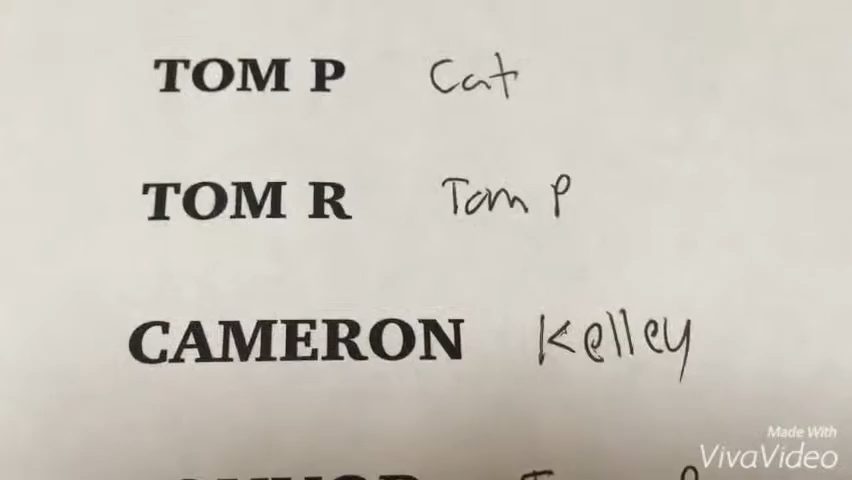 TOM P Cat
TOM R Tom P
CAMERON Kelley
Made With
VivaVideo